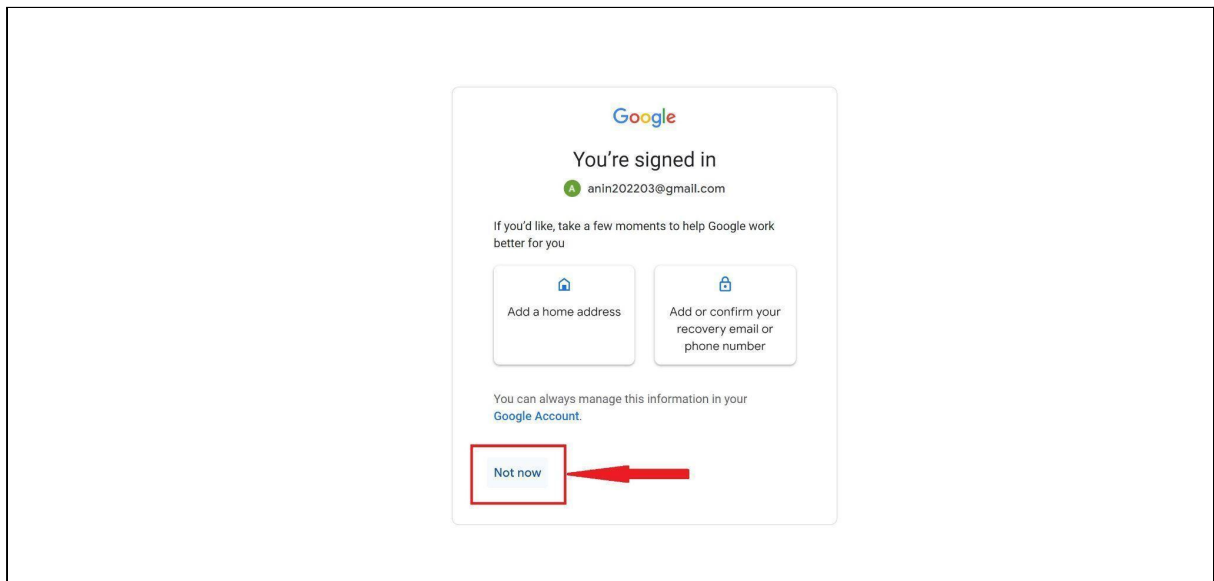 Google
You're signed in
A anin202203@gmail.com
If you'd like, take a few moments to help Google work
better for you
Add a home address
Add or confirm your
recovery email or
phone number
You can always manage this information in your
Google Account.
Not now